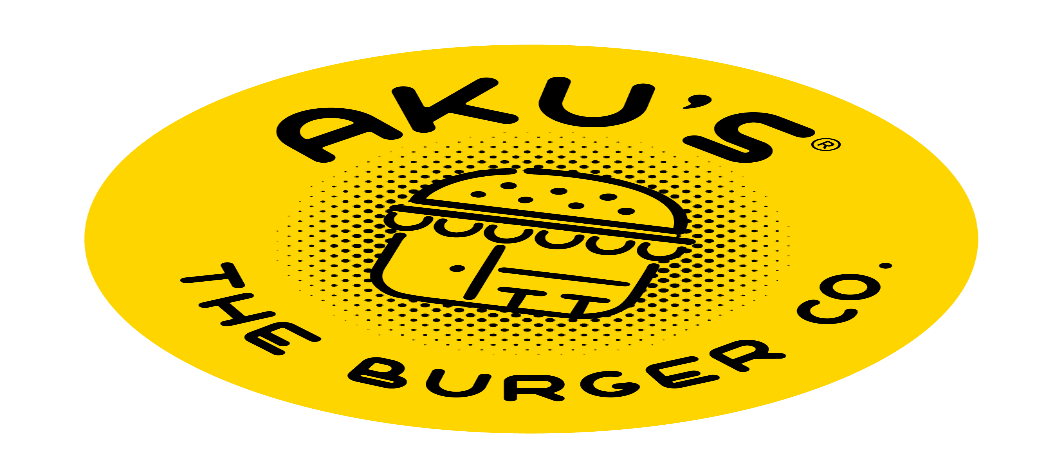 AKU'S®
THE BURGER CO.